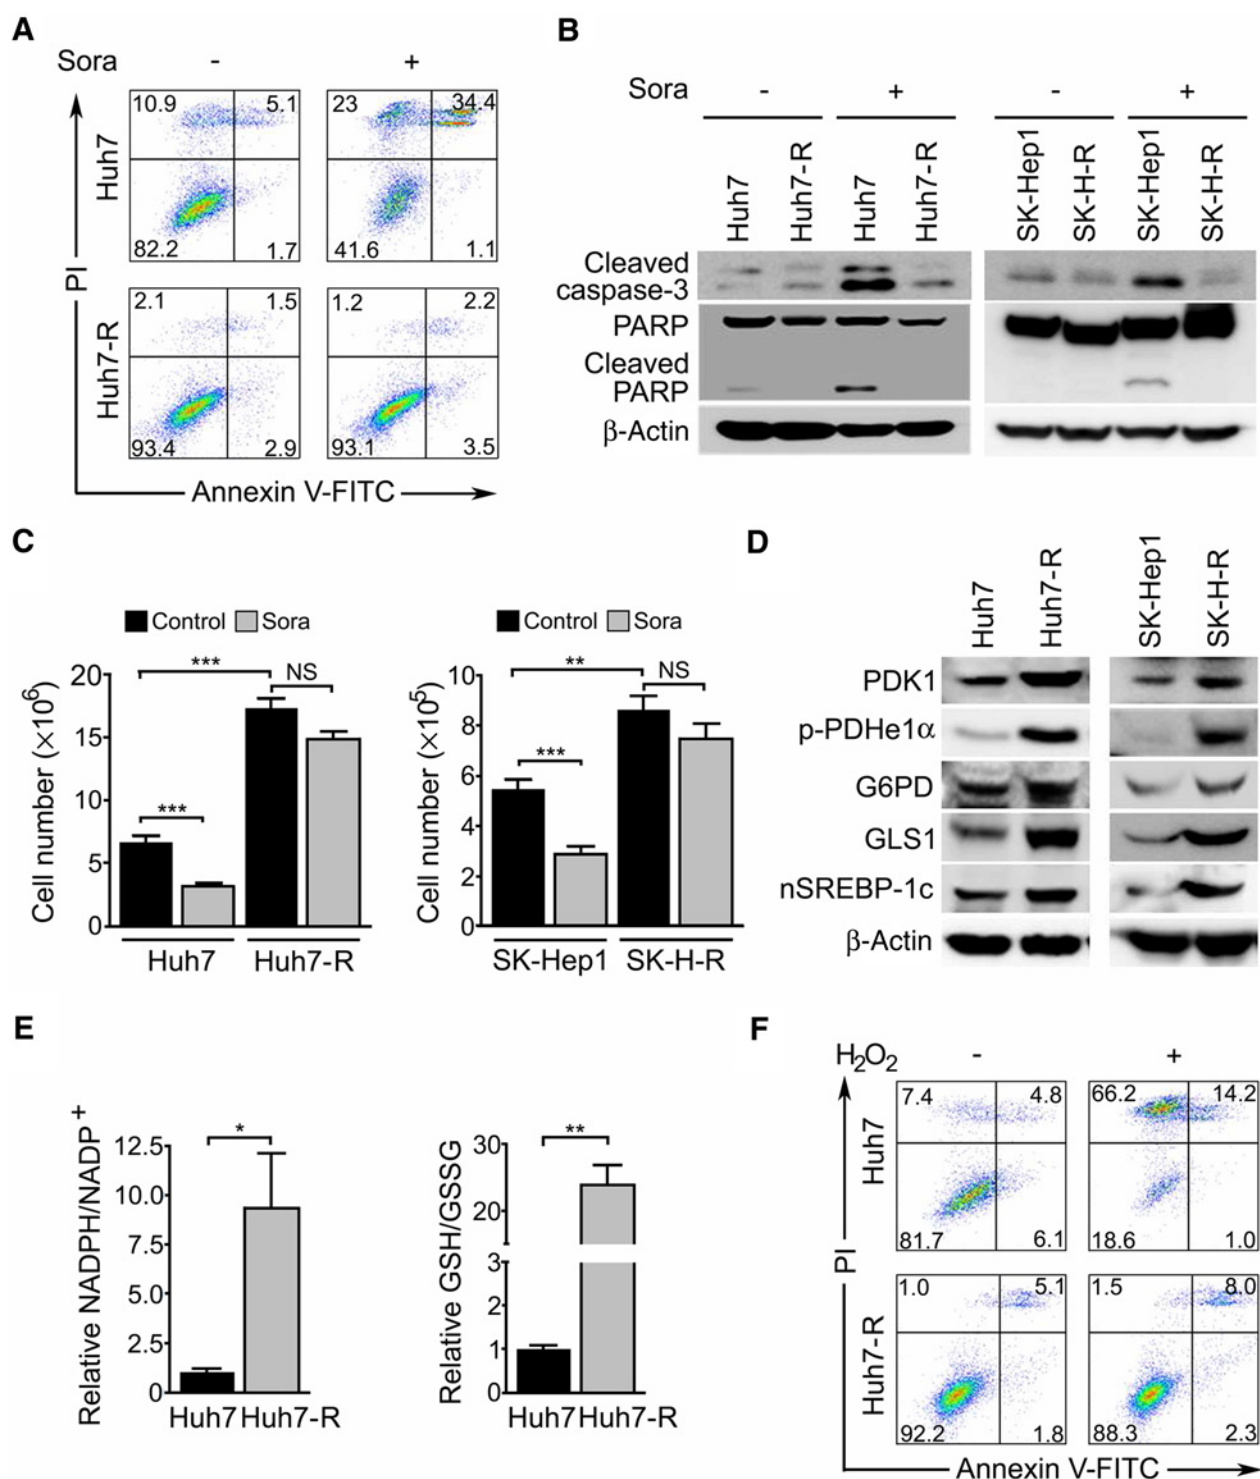 A
Sora - +
10.9 5.1 23 34.4
Huh7
82.2 1.7 41.6 1.1
PI
2.1 1.5 1.2 2.2
Huh7-R
93.4 2.9 93.1 3.5
Annexin V-FITC
B
Sora - + - +
Huh7 Huh7-R Huh7 Huh7-R SK-Hep1 SK-H-R SK-Hep1 SK-H-R
Cleaved
caspase-3
PARP
Cleaved
PARP
β-Actin
C
Control Sora
Cell number (×10⁶)
20
15
10
5
0
*** *** NS
Huh7 Huh7-R
Control Sora
Cell number (×10⁵)
10
8
6
4
2
0
** *** NS
SK-Hep1 SK-H-R
D
Huh7 Huh7-R SK-Hep1 SK-H-R
PDK1
p-PDHe1α
G6PD
GLS1
nSREBP-1c
β-Actin
E
Relative NADPH/NADP⁺
12.5
10.0
7.5
5.0
2.5
0
*
Huh7 Huh7-R
Relative GSH/GSSG
30
20
3
2
1
0
**
Huh7 Huh7-R
F
H₂O₂ - +
7.4 4.8 66.2 14.2
Huh7
81.7 6.1 18.6 1.0
PI
1.0 5.1 1.5 8.0
Huh7-R
92.2 1.8 88.3 2.3
Annexin V-FITC